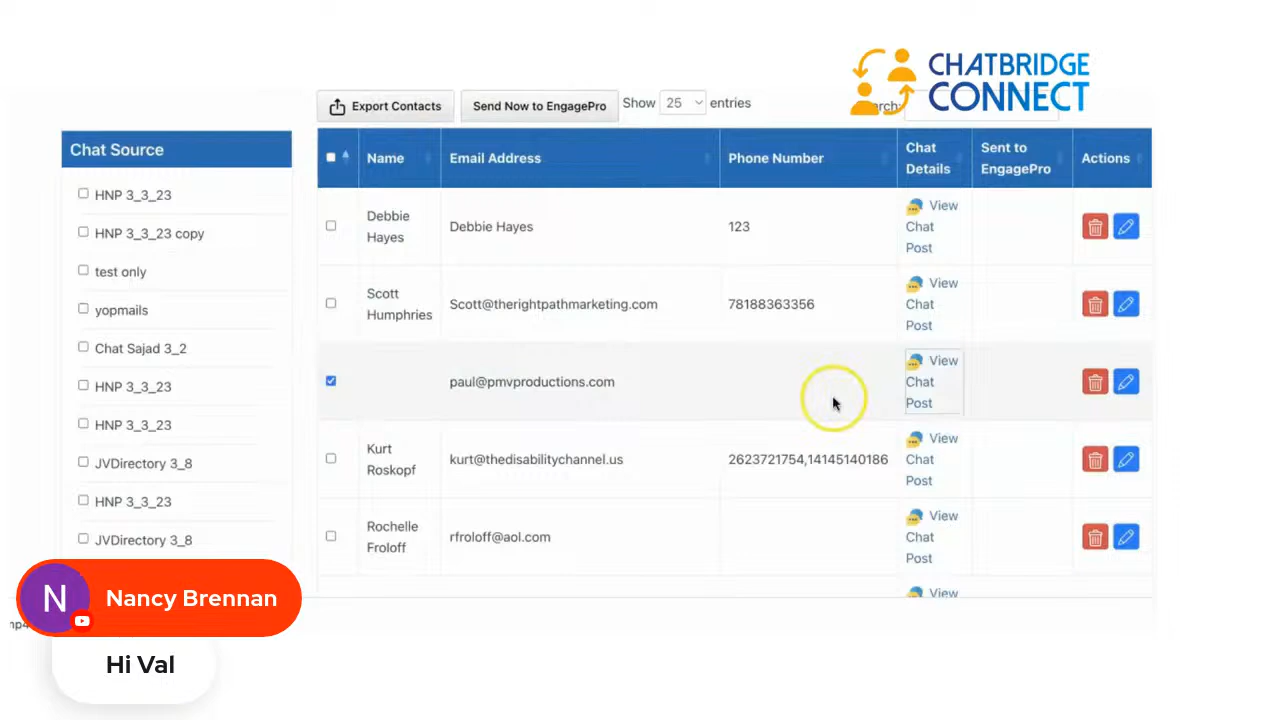 CHATBRIDGE
CONNECT
Export Contacts
Send Now to EngagePro
Show 25 entries
Chat Source
HNP 3_3_23
HNP 3_3_23 copy
test only
yopmails
Chat Sajad 3_2
HNP 3_3_23
HNP 3_3_23
JVDirectory 3_8
HNP 3_3_23
JVDirectory 3_8
Name Email Address Phone Number Chat Details Sent to EngagePro Actions
Debbie Hayes Debbie Hayes 123 View Chat Post
Scott Humphries Scott@therightpathmarketing.com 78188363356 View Chat Post
paul@pmvproductions.com View Chat Post
Kurt Roskopf kurt@thedisabilitychannel.us 2623721754,14145140186 View Chat Post
Rochelle Froloff rfroloff@aol.com View Chat Post
View
N
Nancy Brennan
Hi Val